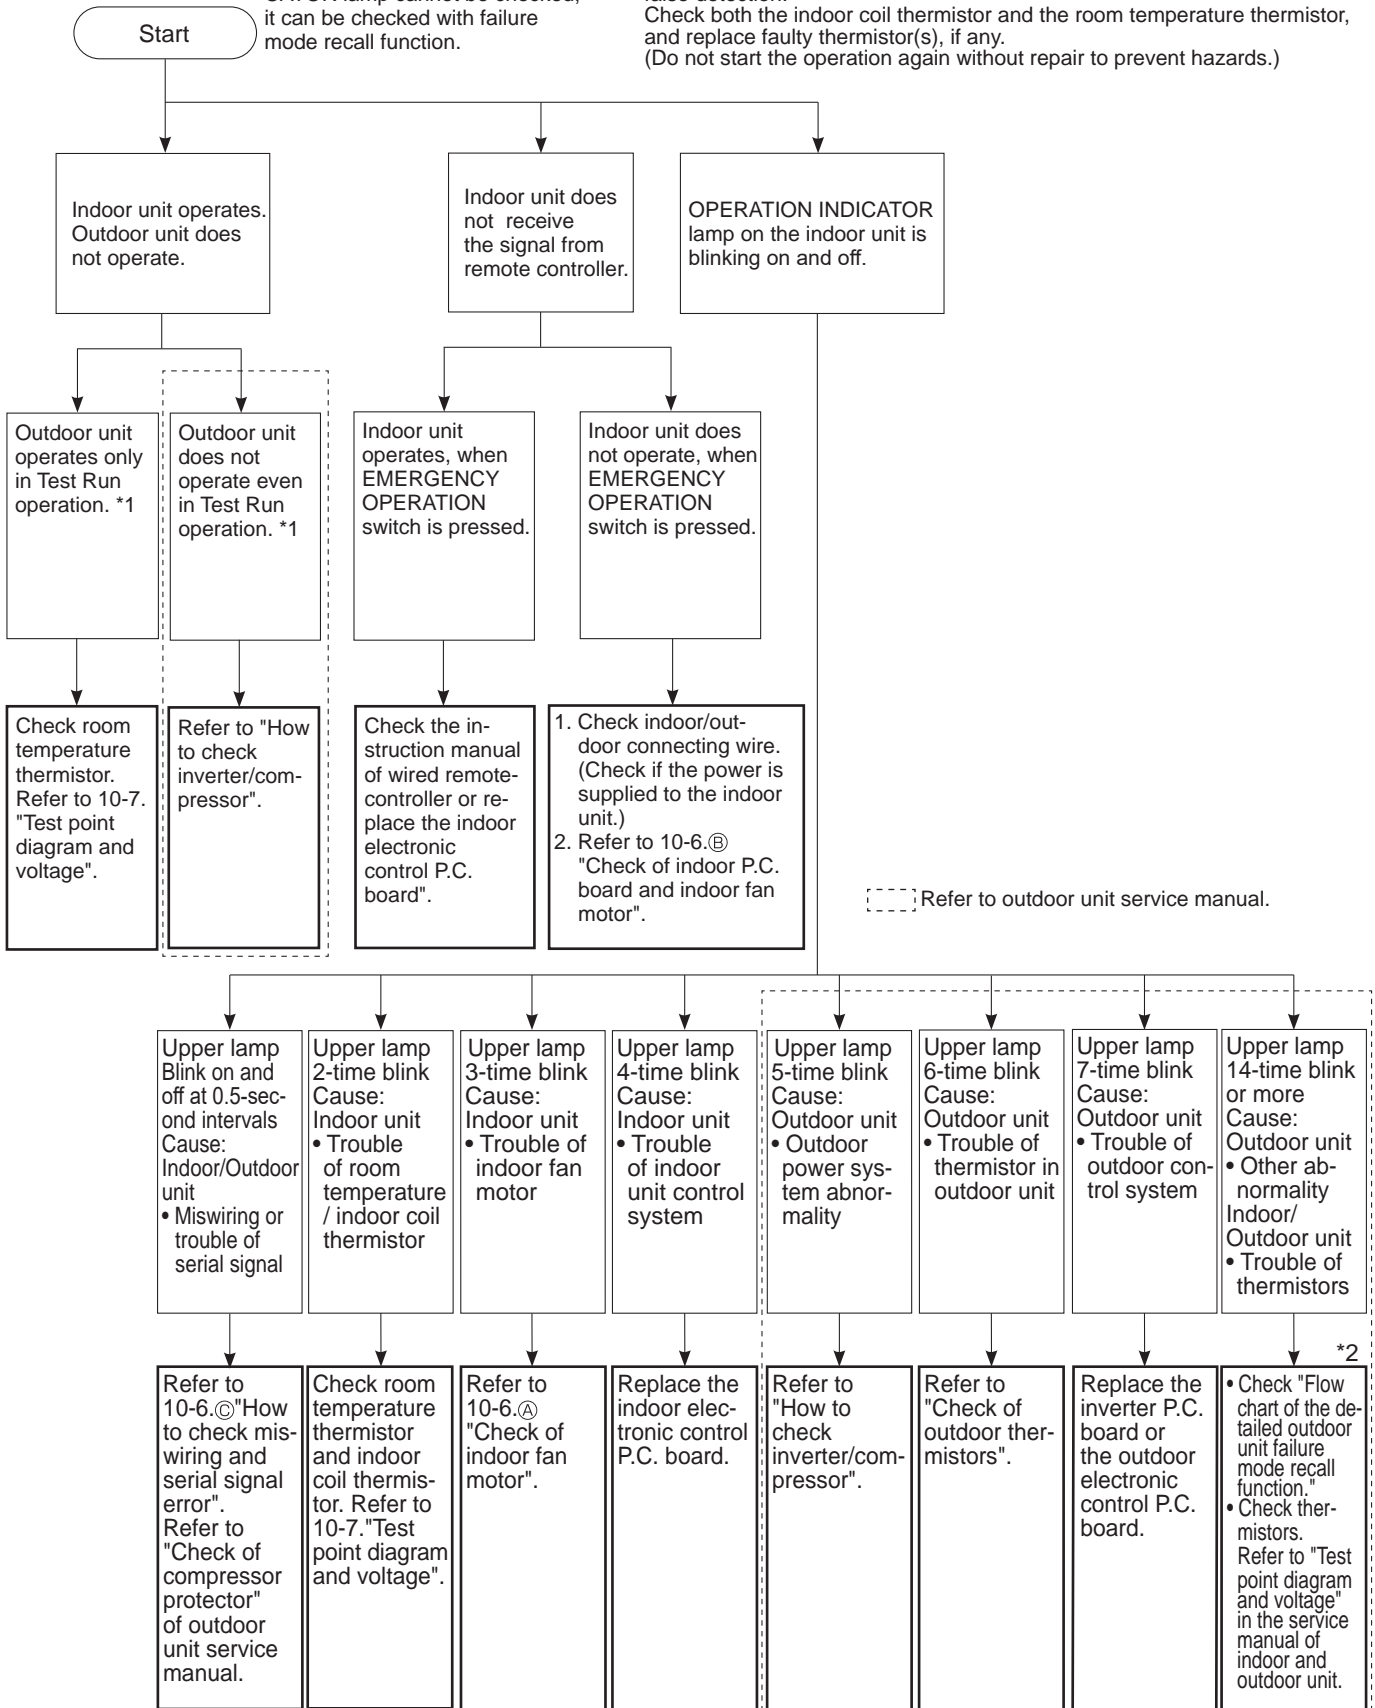 Start
it can be checked with failure
mode recall function.
Check both the indoor coil thermistor and the room temperature thermistor,
and replace faulty thermistor(s), if any.
(Do not start the operation again without repair to prevent hazards.)
Indoor unit operates.
Outdoor unit does
not operate.
Indoor unit does
not receive
the signal from
remote controller.
OPERATION INDICATOR
lamp on the indoor unit is
blinking on and off.
Outdoor unit
operates only
in Test Run
operation. *1
Outdoor unit
does not
operate even
in Test Run
operation. *1
Indoor unit
operates, when
EMERGENCY
OPERATION
switch is pressed.
Indoor unit does
not operate, when
EMERGENCY
OPERATION
switch is pressed.
Check room
temperature
thermistor.
Refer to 10-7.
"Test point
diagram and
voltage".
Refer to "How
to check
inverter/com-
pressor".
Check the in-
struction manual
of wired remote-
controller or re-
place the indoor
electronic
control P.C.
board".
1. Check indoor/out-
door connecting wire.
(Check if the power is
supplied to the indoor
unit.)
2. Refer to 10-6.Ⓑ
"Check of indoor P.C.
board and indoor fan
motor".
Refer to outdoor unit service manual.
Upper lamp
Blink on and
off at 0.5-sec-
ond intervals
Cause:
Indoor/Outdoor
unit
• Miswiring or
trouble of
serial signal
Upper lamp
2-time blink
Cause:
Indoor unit
• Trouble
of room
temperature
/ indoor coil
thermistor
Upper lamp
3-time blink
Cause:
Indoor unit
• Trouble of
indoor fan
motor
Upper lamp
4-time blink
Cause:
Indoor unit
• Trouble
of indoor
unit control
system
Upper lamp
5-time blink
Cause:
Outdoor unit
• Outdoor
power sys-
tem abnor-
mality
Upper lamp
6-time blink
Cause:
Outdoor unit
• Trouble of
thermistor in
outdoor unit
Upper lamp
7-time blink
Cause:
Outdoor unit
• Trouble of
outdoor con-
trol system
Upper lamp
14-time blink
or more
Cause:
Outdoor unit
• Other ab-
normality
Indoor/
Outdoor unit
• Trouble of
thermistors
*2
Refer to
10-6.Ⓒ"How
to check mis-
wiring and
serial signal
error".
Refer to
"Check of
compressor
protector"
of outdoor
unit service
manual.
Check room
temperature
thermistor
and indoor
coil thermis-
tor. Refer to
10-7."Test
point diagram
and voltage".
Refer to
10-6.Ⓐ
"Check of
indoor fan
motor".
Replace the
indoor elec-
tronic control
P.C. board.
Refer to
"How to
check
inverter/com-
pressor".
Refer to
"Check of
outdoor ther-
mistors".
Replace the
inverter P.C.
board or
the outdoor
electronic
control P.C.
board.
• Check "Flow
chart of the de-
tailed outdoor
unit failure
mode recall
function."
• Check ther-
mistors.
Refer to "Test
point diagram
and voltage"
in the service
manual of
indoor and
outdoor unit.